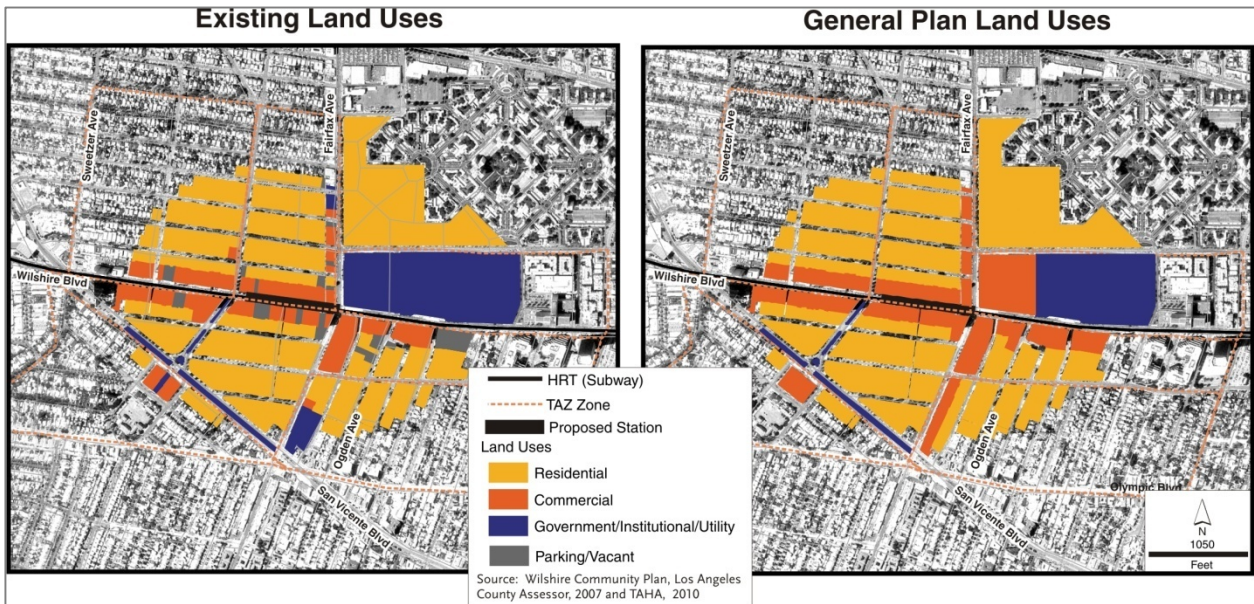 Existing Land Uses
General Plan Land Uses
Sweetzer Ave
Fairfax Ave
Wilshire Blvd
Ogden Ave
San Vicente Blvd
Sweetzer Ave
Fairfax Ave
Wilshire Blvd
Ogden Ave
San Vicente Blvd
Olympic Blvd
HRT (Subway)
TAZ Zone
Proposed Station
Land Uses
Residential
Commercial
Government/Institutional/Utility
Parking/Vacant
Source: Wilshire Community Plan, Los Angeles
County Assessor, 2007 and TAHA, 2010
N
1050
Feet